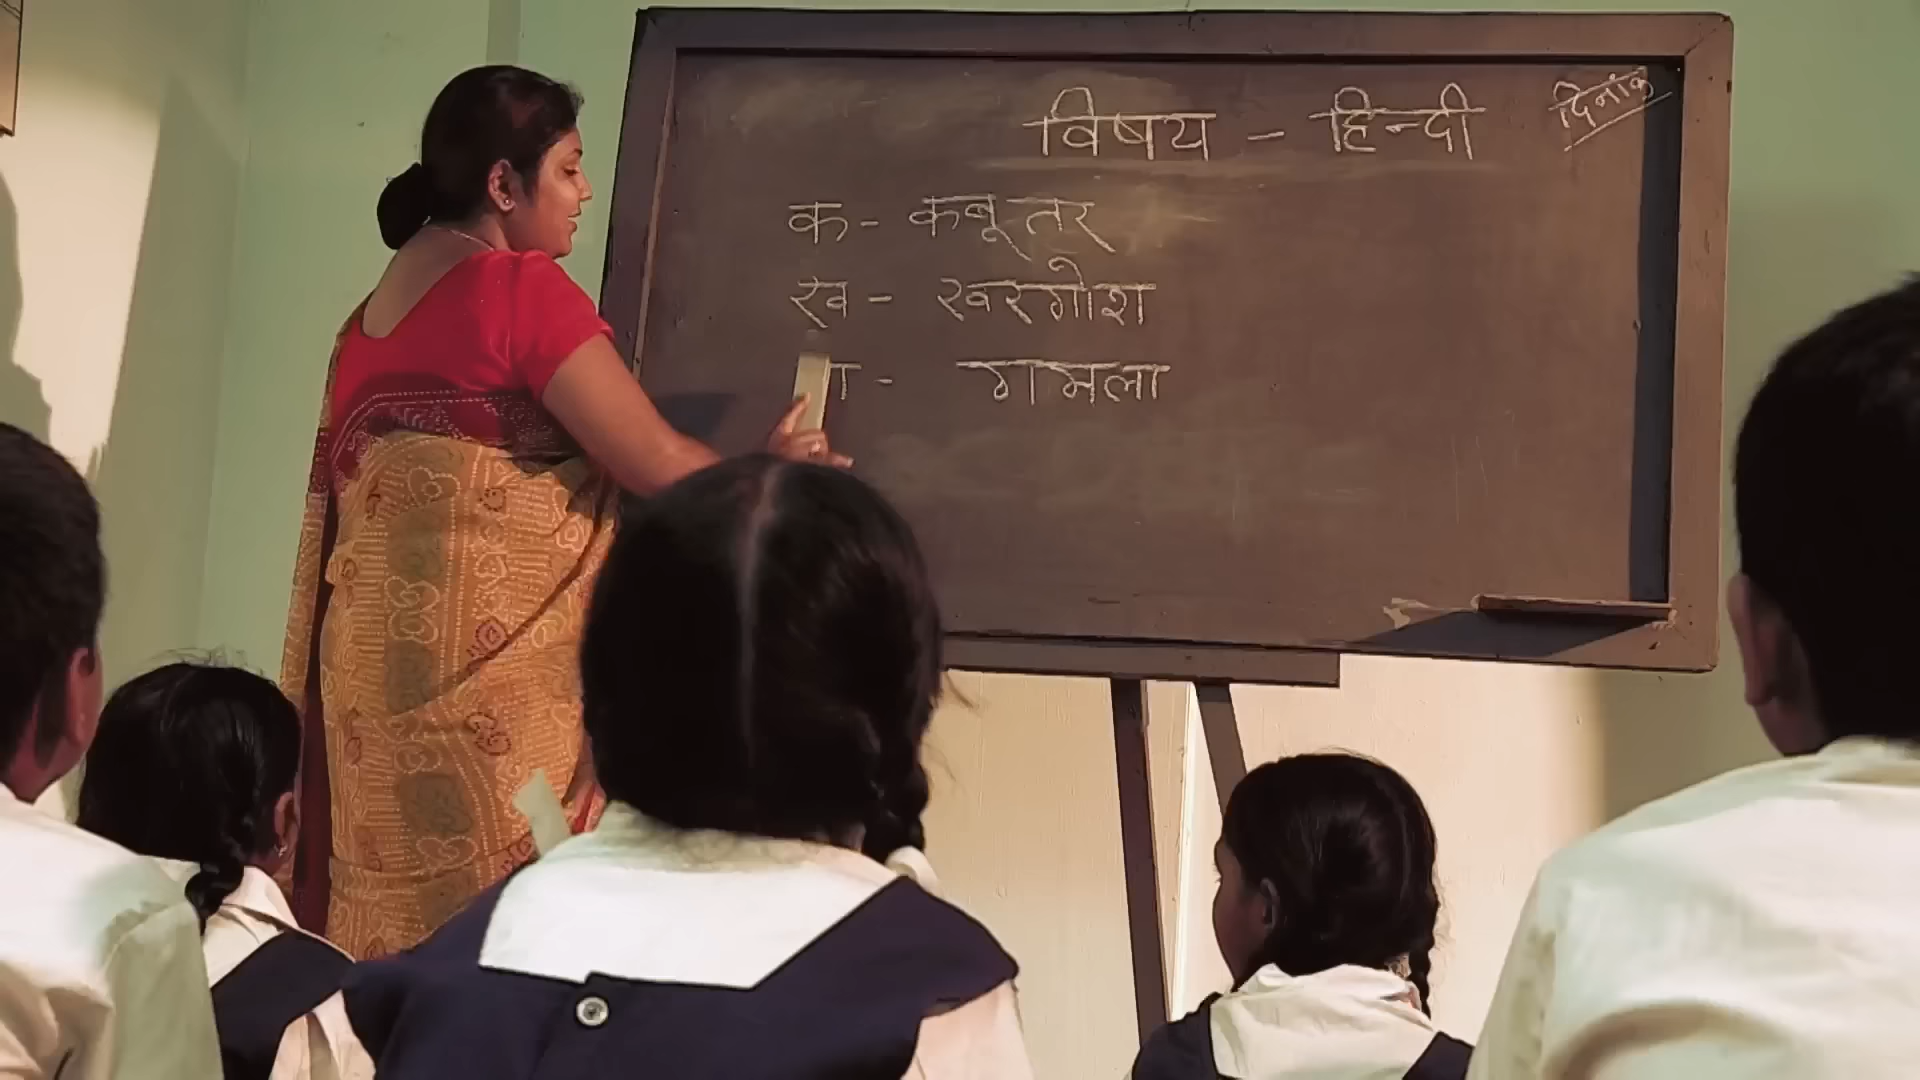 विषय - हिन्दी दिनांक
क - कबूतर
ख - खरगोश
ग - गमला